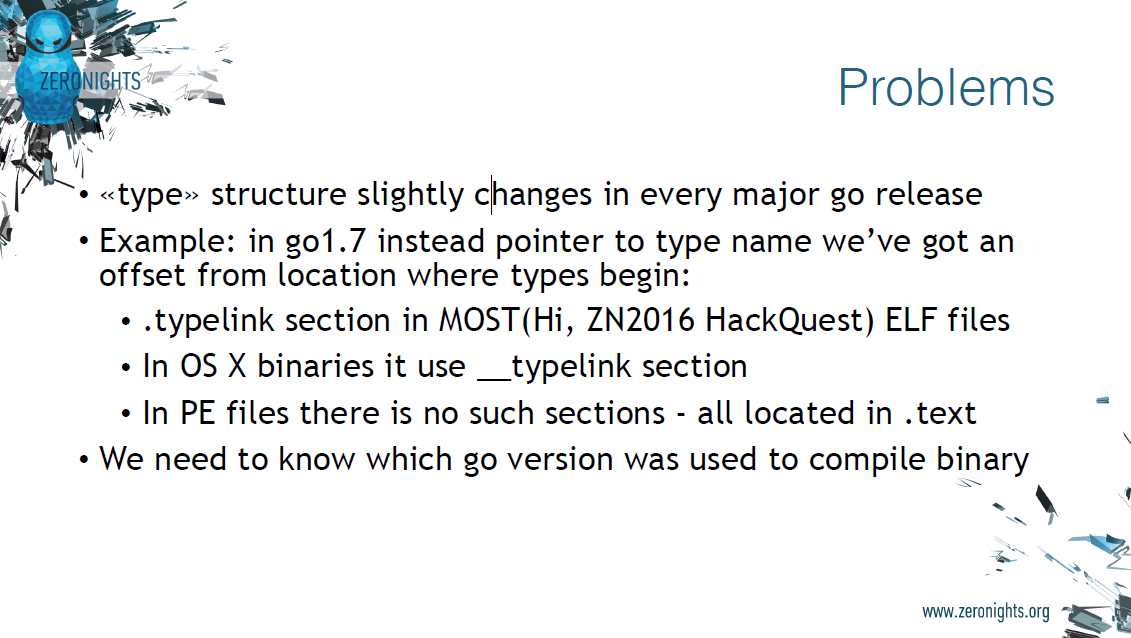 ZERONIGHTS
Problems
• «type» structure slightly changes in every major go release
• Example: in go1.7 instead pointer to type name we’ve got an
offset from location where types begin:
• .typelink section in MOST(Hi, ZN2016 HackQuest) ELF files
• In OS X binaries it use __typelink section
• In PE files there is no such sections - all located in .text
• We need to know which go version was used to compile binary
www.zeronights.org